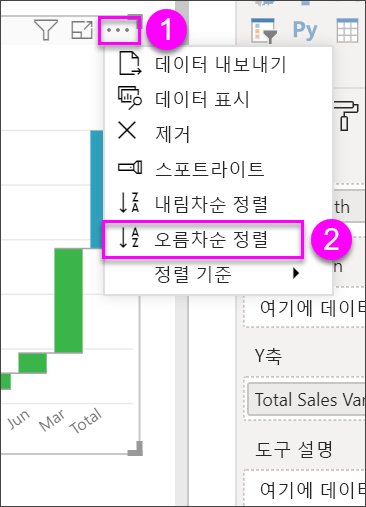 1
Py
데이터 내보내기
데이터 표시
제거
스포트라이트
내림차순 정렬
오름차순 정렬
2
정렬 기준
th
n
여기에 데이터
Y축
Total Sales Var
도구 설명
여기에 데이터
Jun
Mar
Total